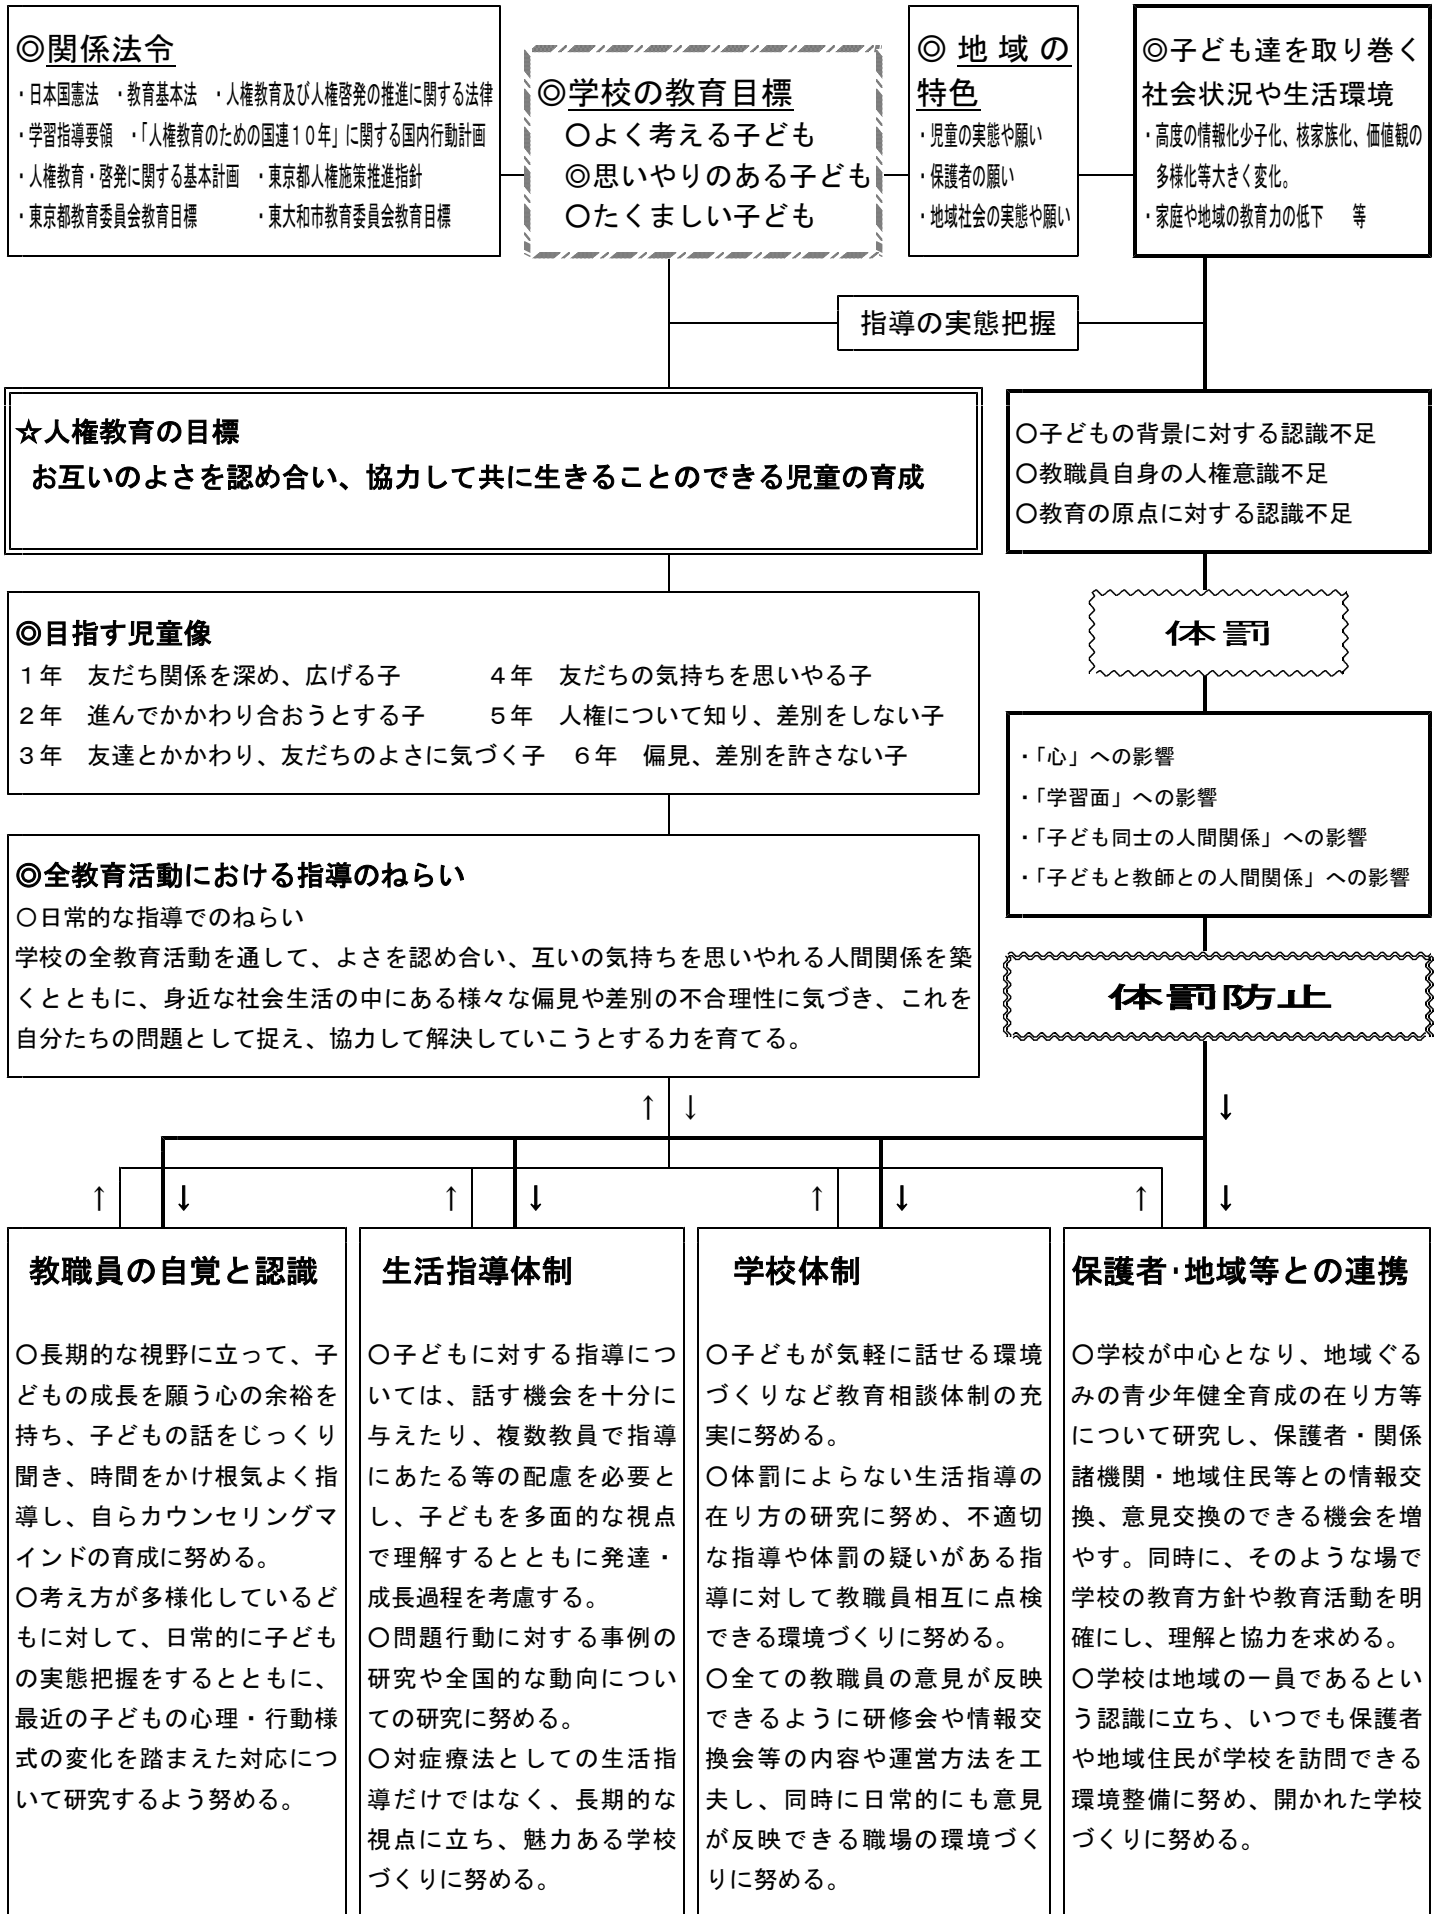 ◎関係法令
・日本国憲法　・教育基本法　・人権教育及び人権啓発の推進に関する法律
・学習指導要領　・「人権教育のための国連１０年」に関する国内行動計画
・人権教育・啓発に関する基本計画　・東京都人権施策推進指針
・東京都教育委員会教育目標　・東大和市教育委員会教育目標
◎学校の教育目標
〇よく考える子ども
◎思いやりのある子ども
〇たくましい子ども
◎地域の
特色
・児童の実態や願い
・保護者の願い
・地域社会の実態や願い
◎子ども達を取り巻く
社会状況や生活環境
・高度の情報化少子化、核家族化、価値観の
多様化等大きく変化。
・家庭や地域の教育力の低下　等
指導の実態把握
☆人権教育の目標
お互いのよさを認め合い、協力して共に生きることのできる児童の育成
〇子どもの背景に対する認識不足
〇教職員自身の人権意識不足
〇教育の原点に対する認識不足
体罰
◎目指す児童像
１年　友だち関係を深め、広げる子　４年　友だちの気持ちを思いやる子
２年　進んでかかわり合おうとする子　５年　人権について知り、差別をしない子
３年　友達とかかわり、友だちのよさに気づく子　６年　偏見、差別を許さない子
・「心」への影響
・「学習面」への影響
・「子ども同士の人間関係」への影響
・「子どもと教師との人間関係」への影響
◎全教育活動における指導のねらい
〇日常的な指導でのねらい
学校の全教育活動を通して、よさを認め合い、互いの気持ちを思いやれる人間関係を築
くとともに、身近な社会生活の中にある様々な偏見や差別の不合理性に気づき、これを
自分たちの問題として捉え、協力して解決していこうとする力を育てる。
体罰防止
↑ ↓ ↓
↑ ↓ ↑ ↓ ↑ ↓ ↑ ↓
教職員の自覚と認識
〇長期的な視野に立って、子
どもの成長を願う心の余裕を
持ち、子どもの話をじっくり
聞き、時間をかけ根気よく指
導し、自らカウンセリングマ
インドの育成に努める。
〇考え方が多様化しているど
もに対して、日常的に子ども
の実態把握をするとともに、
最近の子どもの心理・行動様
式の変化を踏まえた対応につ
いて研究するよう努める。
生活指導体制
〇子どもに対する指導につ
いては、話す機会を十分に
与えたり、複数教員で指導
にあたる等の配慮を必要と
し、子どもを多面的な視点
で理解するとともに発達・
成長過程を考慮する。
〇問題行動に対する事例の
研究や全国的な動向につい
ての研究に努める。
〇対症療法としての生活指
導だけではなく、長期的な
視点に立ち、魅力ある学校
づくりに努める。
学校体制
〇子どもが気軽に話せる環境
づくりなど教育相談体制の充
実に努める。
〇体罰によらない生活指導の
在り方の研究に努め、不適切
な指導や体罰の疑いがある指
導に対して教職員相互に点検
できる環境づくりに努める。
〇全ての教職員の意見が反映
できるように研修会や情報交
換会等の内容や運営方法を工
夫し、同時に日常的にも意見
が反映できる職場の環境づく
りに努める。
保護者・地域等との連携
〇学校が中心となり、地域ぐる
みの青少年健全育成の在り方等
について研究し、保護者・関係
諸機関・地域住民等との情報交
換、意見交換のできる機会を増
やす。同時に、そのような場で
学校の教育方針や教育活動を明
確にし、理解と協力を求める。
〇学校は地域の一員であるとい
う認識に立ち、いつでも保護者
や地域住民が学校を訪問できる
環境整備に努め、開かれた学校
づくりに努める。